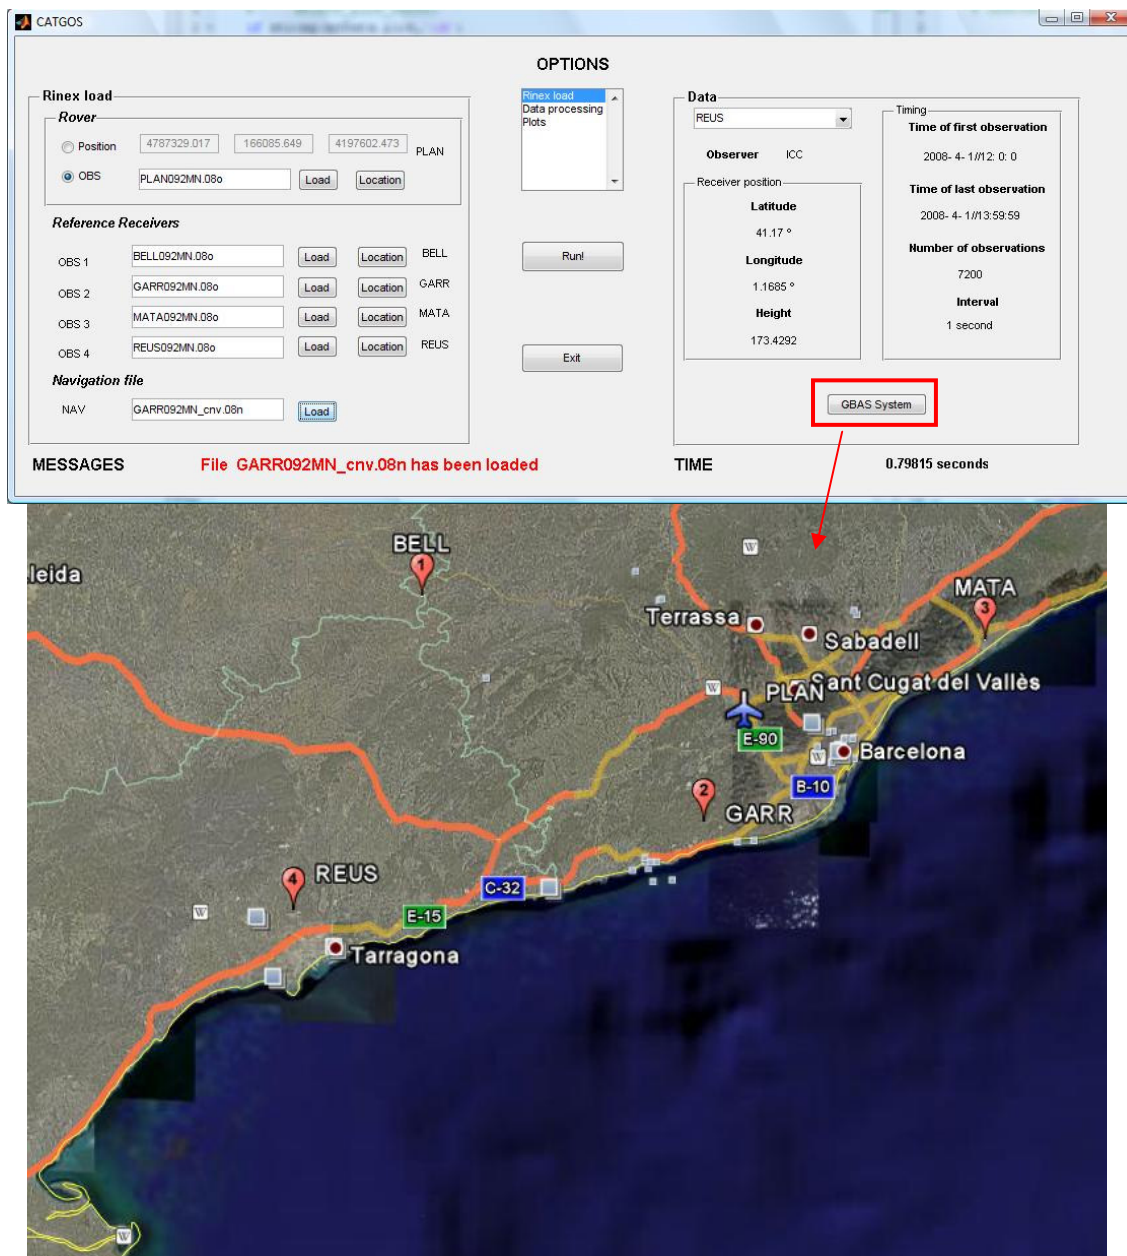 CATGOS
OPTIONS
Rinex load
Rover
Position 4787329.017 166085.649 4197602.473 PLAN
OBS PLAN092MN.08o Load Location
Reference Receivers
OBS 1 BELL092MN.08o Load Location BELL
OBS 2 GARR092MN.08o Load Location GARR
OBS 3 MATA092MN.08o Load Location MATA
OBS 4 REUS092MN.08o Load Location REUS
Navigation file
NAV GARR092MN_cnv.08n Load
Rinex load
Data processing
Plots
Run!
Exit
Data
REUS
Observer ICC
Receiver position
Latitude
41.17 º
Longitude
1.1685 º
Height
173.4292
Timing
Time of first observation
2008- 4- 1//12: 0: 0
Time of last observation
2008- 4- 1//13:59:59
Number of observations
7200
Interval
1 second
GBAS System
MESSAGES File GARR092MN_cnv.08n has been loaded
TIME 0.79815 seconds
BELL
1
W
leida
MATA
3
Terrassa
Sabadell
W
PLAN
Sant Cugat del Vallès
E-90
W
Barcelona
2
B-10
GARR
4
REUS
C-32
W
E-15
Tarragona
W